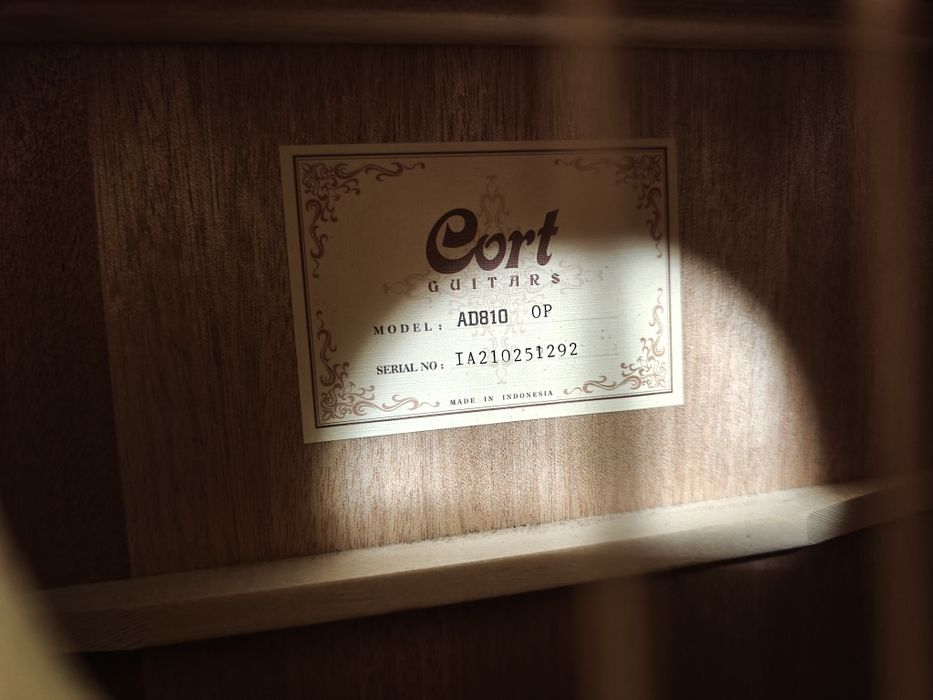 Cort
GUITARS
MODEL: AD810 OP
SERIAL NO: IA210251292
MADE IN INDONESIA